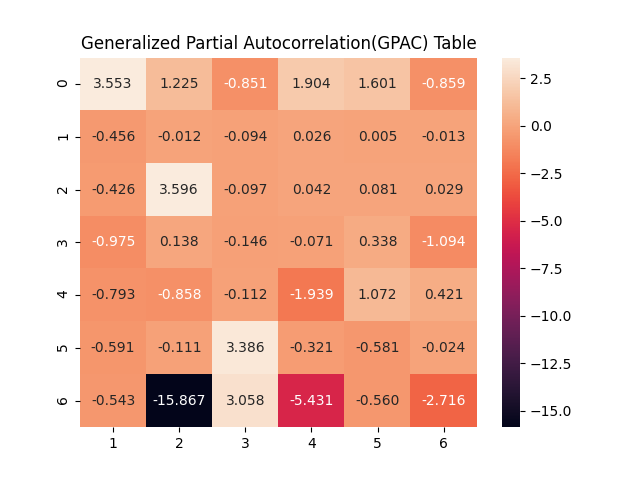 Generalized Partial Autocorrelation(GPAC) Table
0 3.553 1.225 -0.851 1.904 1.601 -0.859
1 -0.456 -0.012 -0.094 0.026 0.005 -0.013
2 -0.426 3.596 -0.097 0.042 0.081 0.029
3 -0.975 0.138 -0.146 -0.071 0.338 -1.094
4 -0.793 -0.858 -0.112 -1.939 1.072 0.421
5 -0.591 -0.111 3.386 -0.321 -0.581 -0.024
6 -0.543 -15.867 3.058 -5.431 -0.560 -2.716
1 2 3 4 5 6
2.5
0.0
−2.5
−5.0
−7.5
−10.0
−12.5
−15.0